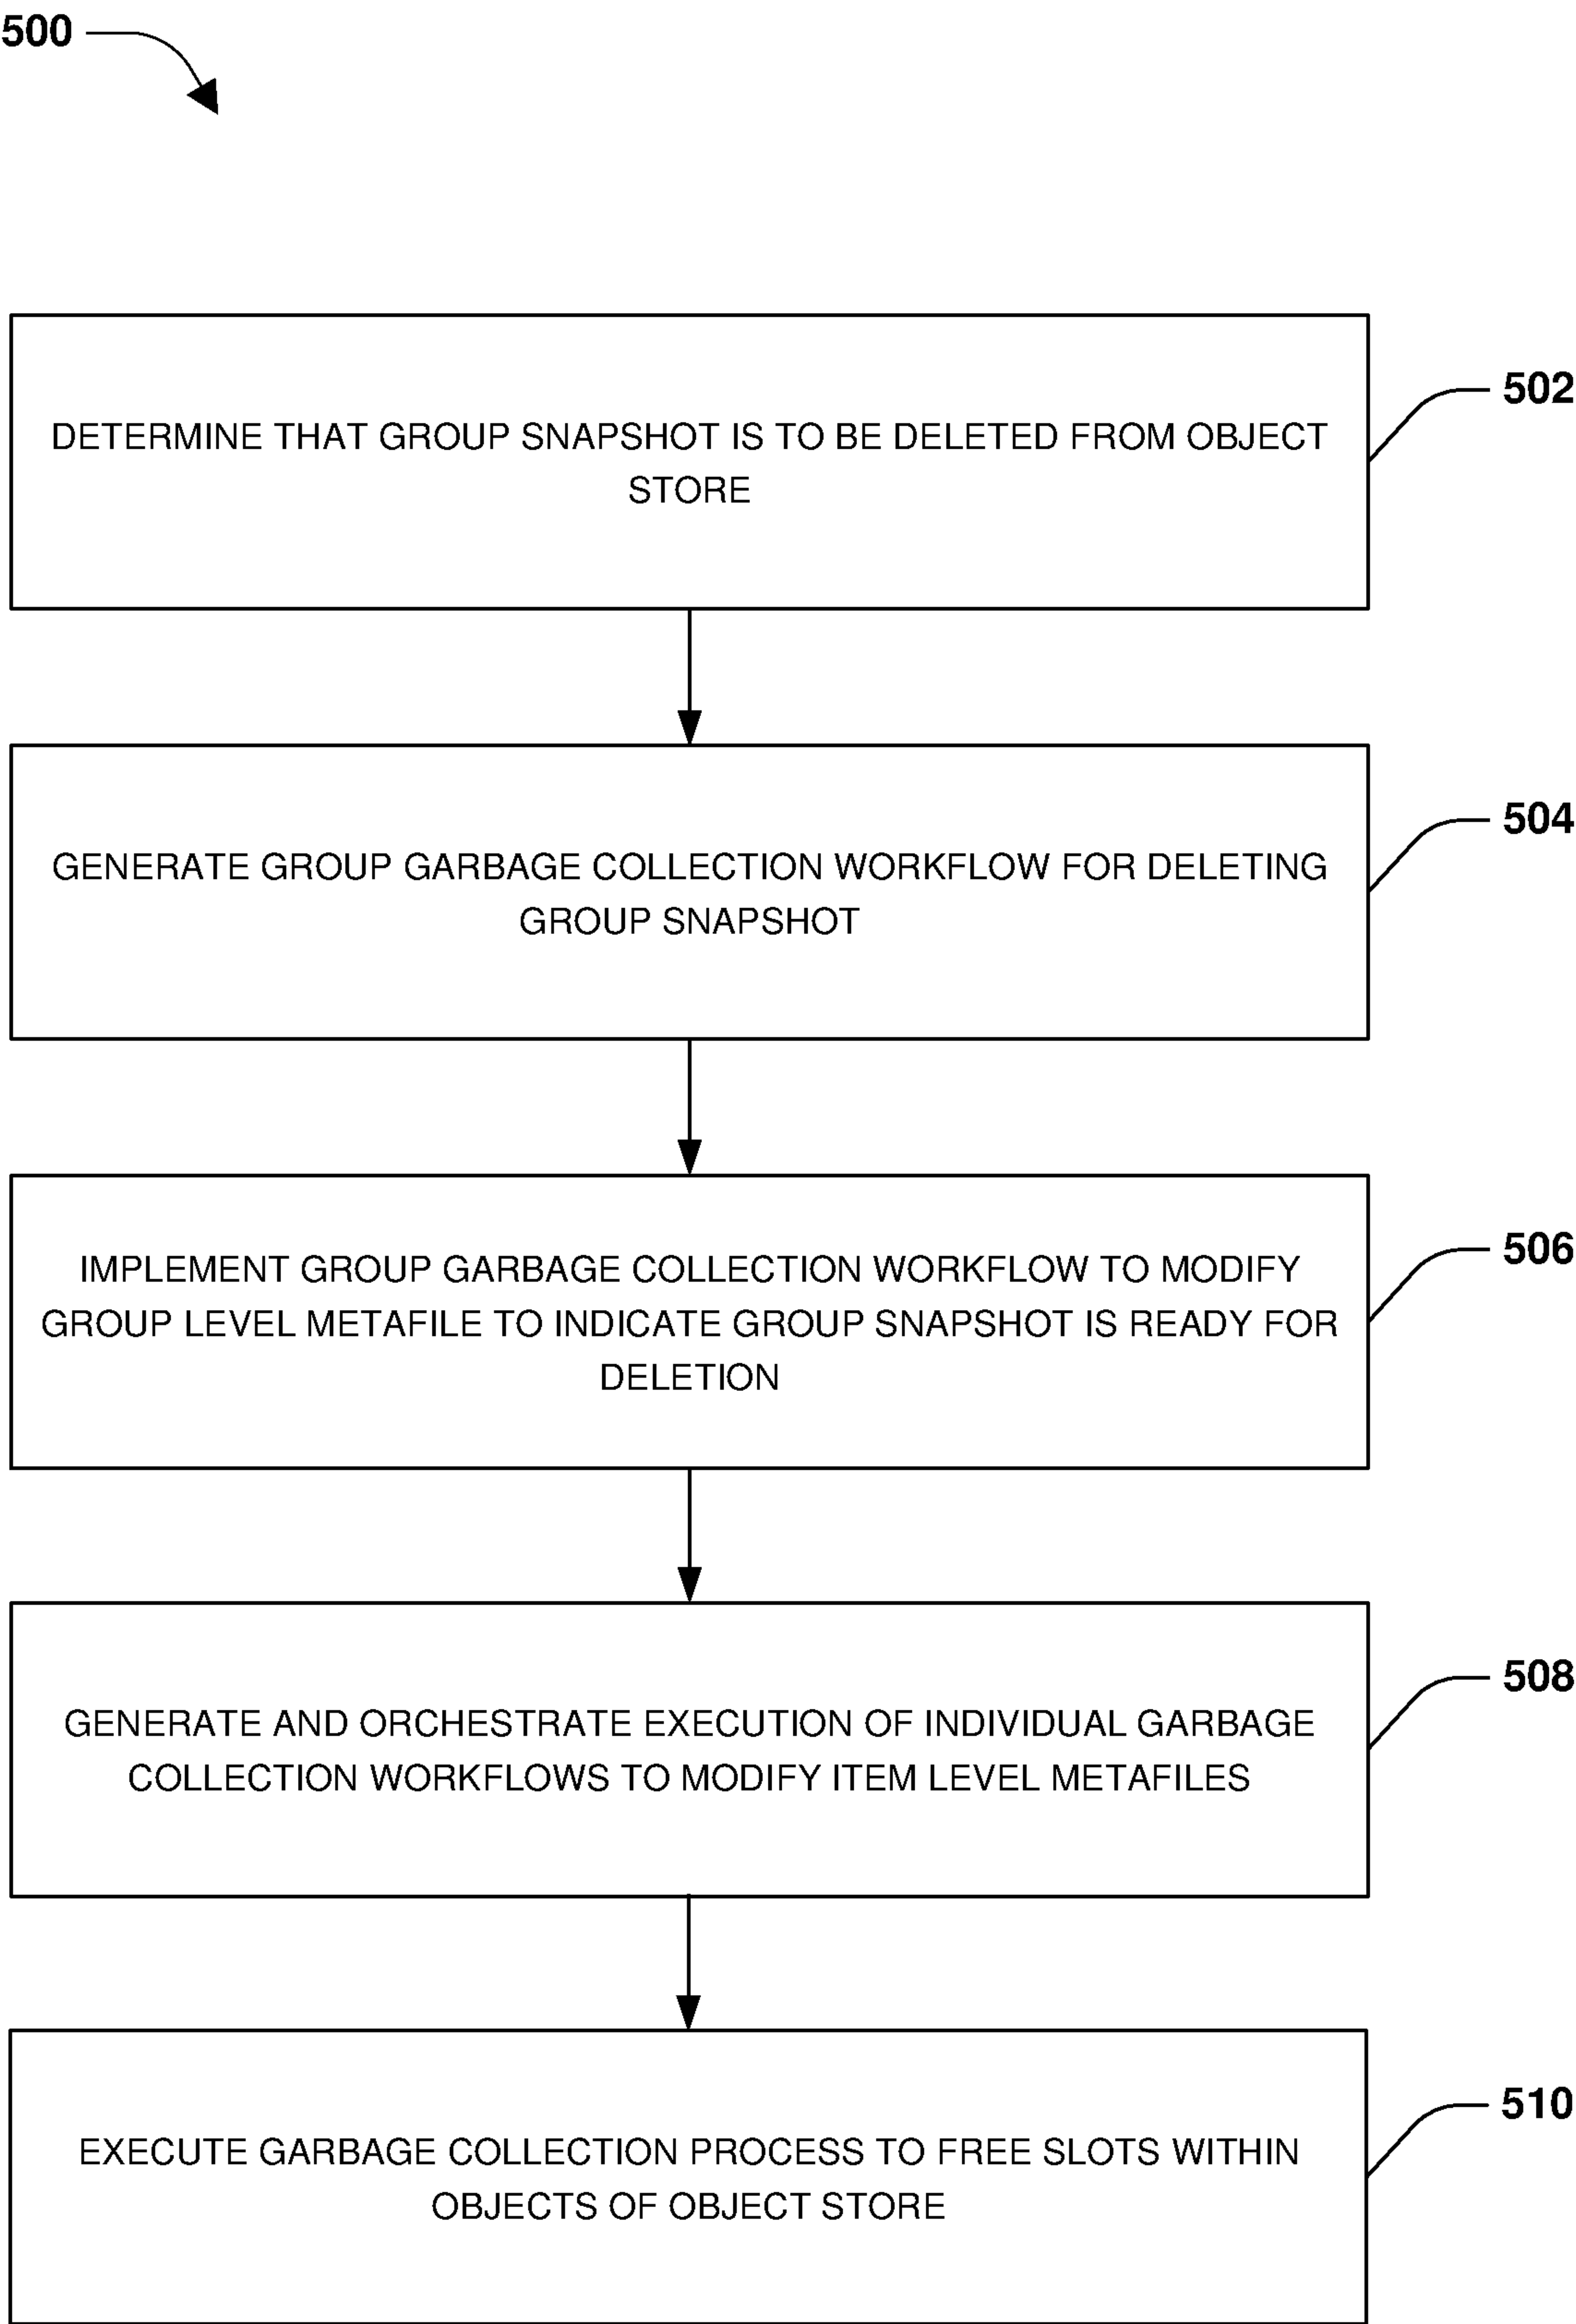 500
DETERMINE THAT GROUP SNAPSHOT IS TO BE DELETED FROM OBJECT
STORE
502
GENERATE GROUP GARBAGE COLLECTION WORKFLOW FOR DELETING
GROUP SNAPSHOT
504
IMPLEMENT GROUP GARBAGE COLLECTION WORKFLOW TO MODIFY
GROUP LEVEL METAFILE TO INDICATE GROUP SNAPSHOT IS READY FOR
DELETION
506
GENERATE AND ORCHESTRATE EXECUTION OF INDIVIDUAL GARBAGE
COLLECTION WORKFLOWS TO MODIFY ITEM LEVEL METAFILES
508
EXECUTE GARBAGE COLLECTION PROCESS TO FREE SLOTS WITHIN
OBJECTS OF OBJECT STORE
510